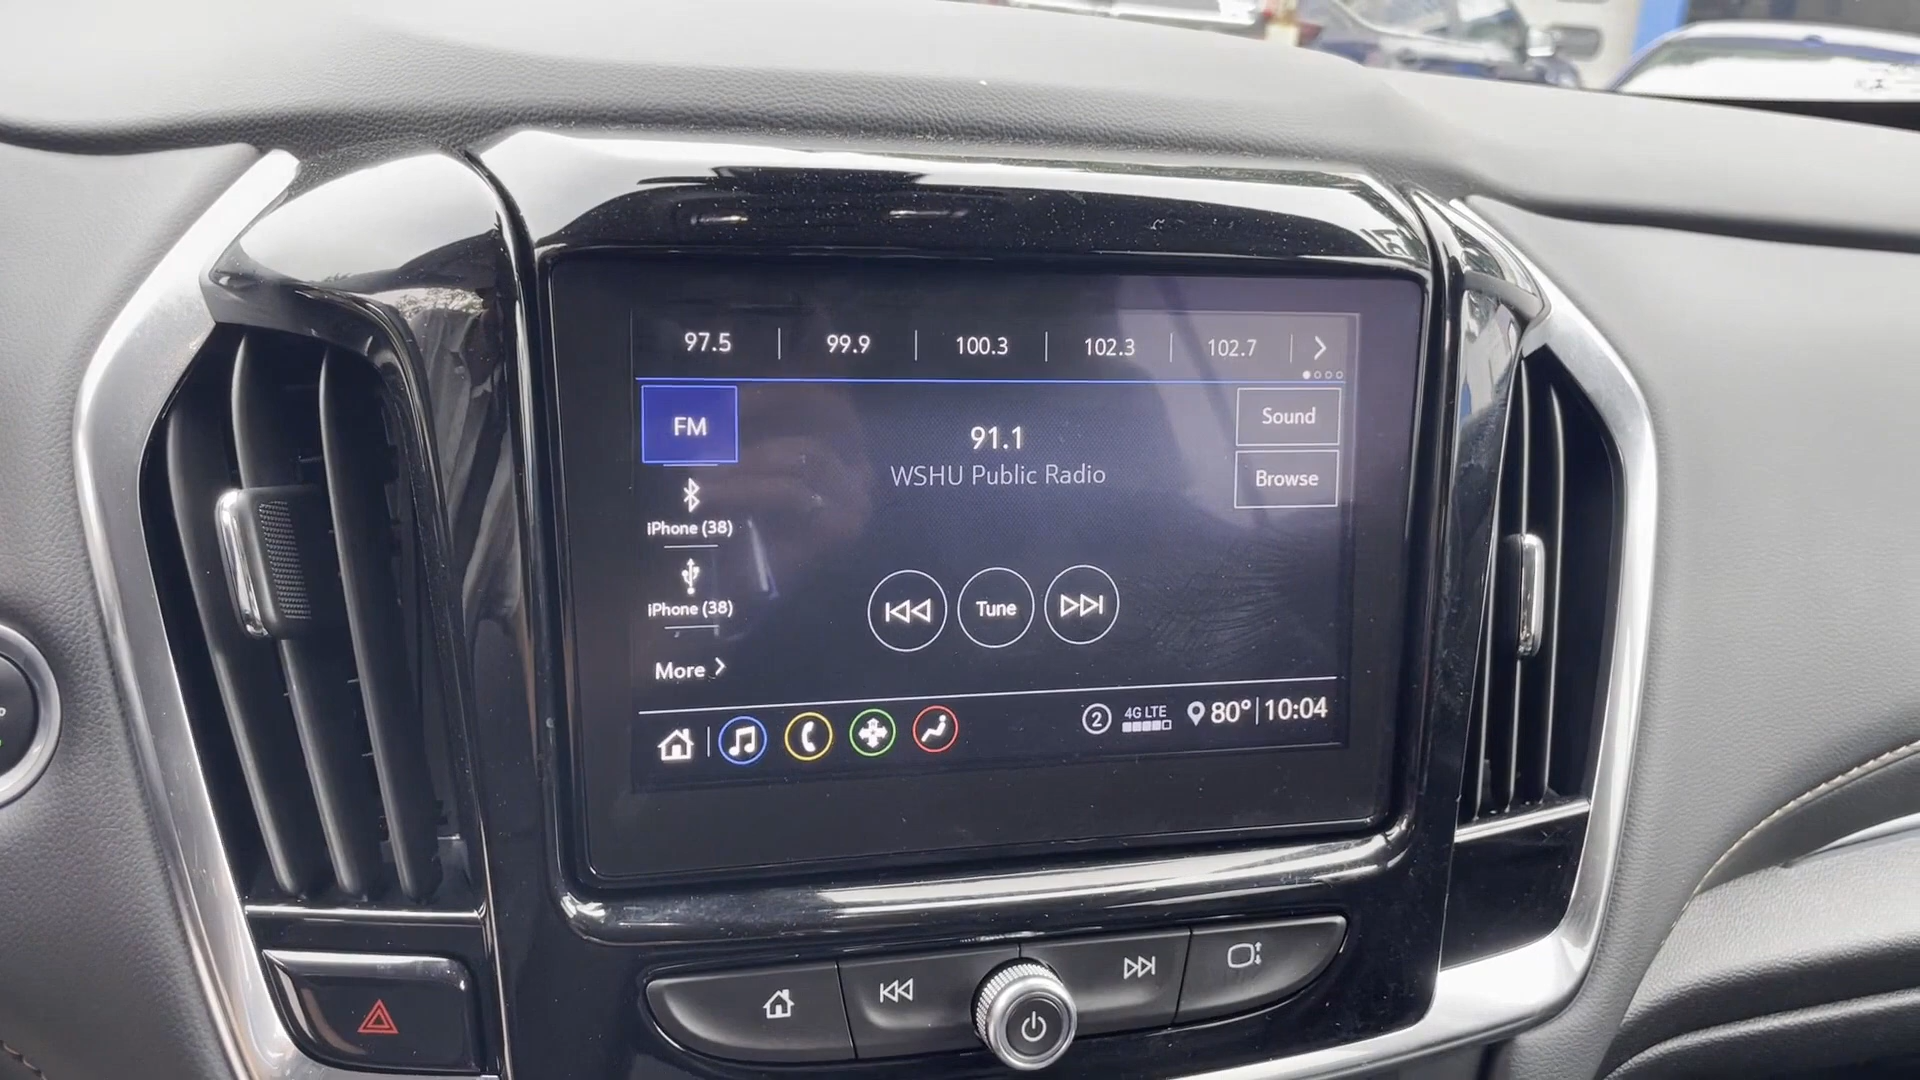 97.5 | 99.9 | 100.3 | 102.3 | 102.7 |
FM
91.1
WSHU Public Radio
Sound
Browse
iPhone (38)
iPhone (38)
Tune
More
2 4G LTE 80° | 10:04